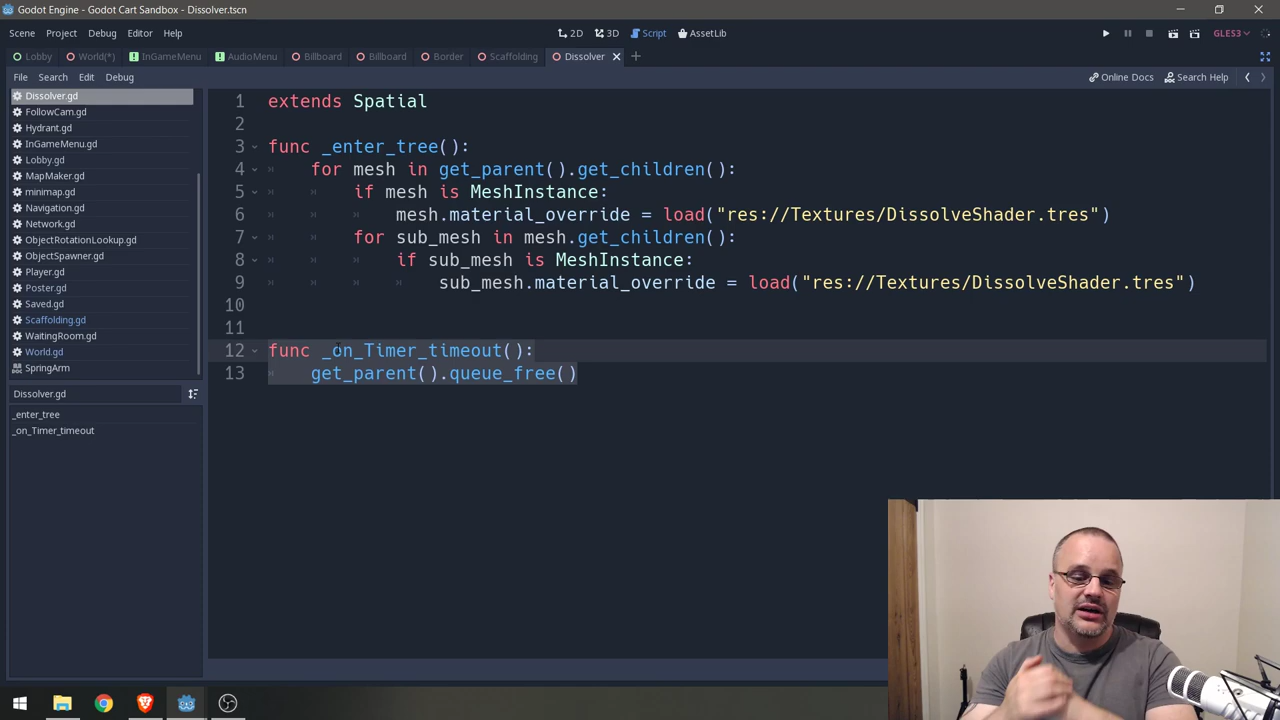 Godot Engine - Godot Cart Sandbox - Dissolver.tscn
Scene Project Debug Editor Help
2D 3D Script AssetLib
GLES3
Lobby World(*) InGameMenu AudioMenu Billboard Billboard Border Scaffolding Dissolver
File Search Edit Debug
Online Docs Search Help
Dissolver.gd
FollowCam.gd
Hydrant.gd
InGameMenu.gd
Lobby.gd
MapMaker.gd
minimap.gd
Navigation.gd
Network.gd
ObjectRotationLookup.gd
ObjectSpawner.gd
Player.gd
Poster.gd
Saved.gd
Scaffolding.gd
WaitingRoom.gd
World.gd
SpringArm
Dissolver.gd
_enter_tree
_on_Timer_timeout
1 extends Spatial
2
3 func _enter_tree():
4 for mesh in get_parent().get_children():
5 if mesh is MeshInstance:
6 mesh.material_override = load("res://Textures/DissolveShader.tres")
7 for sub_mesh in mesh.get_children():
8 if sub_mesh is MeshInstance:
9 sub_mesh.material_override = load("res://Textures/DissolveShader.tres")
10
11
12 func _on_Timer_timeout():
13 get_parent().queue_free()